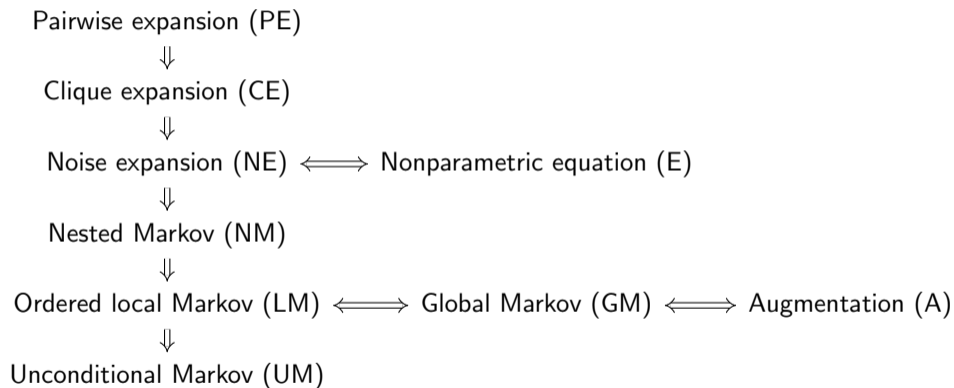 Pairwise expansion (PE)
⇓
Clique expansion (CE)
⇓
Noise expansion (NE) ⟺ Nonparametric equation (E)
⇓
Nested Markov (NM)
⇓
Ordered local Markov (LM) ⟺ Global Markov (GM) ⟺ Augmentation (A)
⇓
Unconditional Markov (UM)